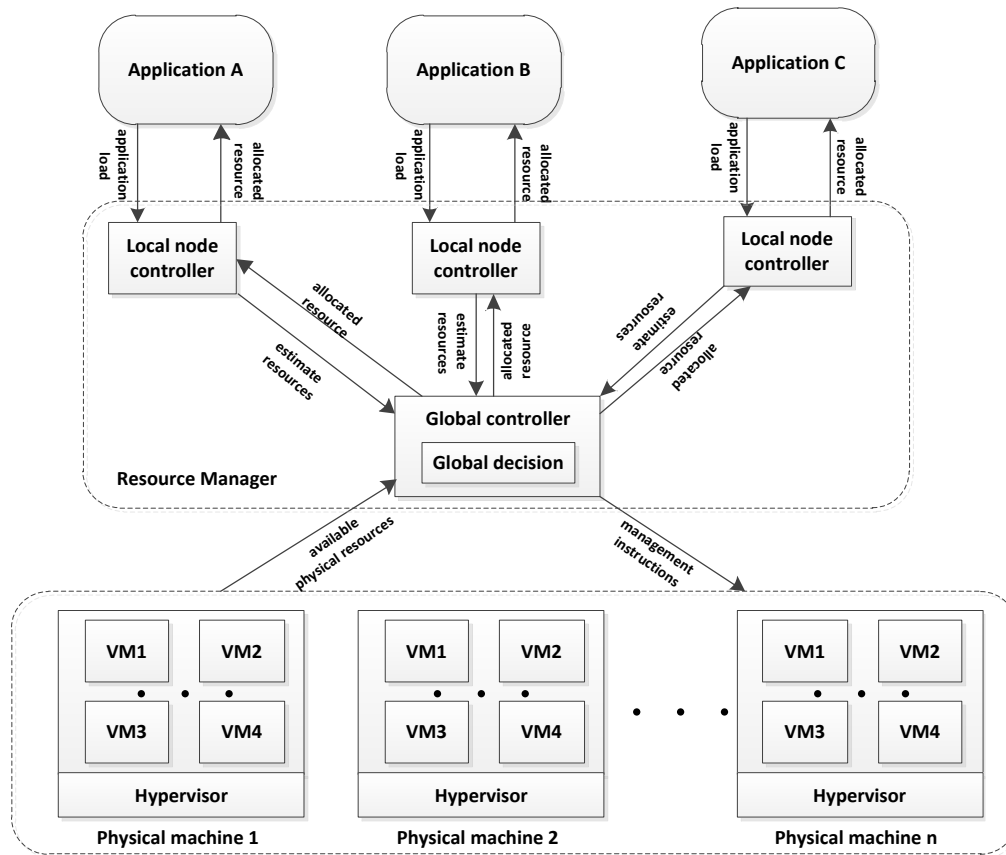 Application A
Application B
Application C
application
load
allocated
resource
application
load
allocated
resource
application
load
allocated
resource
Local node
controller
Local node
controller
Local node
controller
allocated
resource
estimate
resources
estimate
resources
allocated
resource
estimate
resources
allocated
resource
Global controller
Global decision
Resource Manager
available
physical resources
management
instructions
VM1
VM2
VM3
VM4
Hypervisor
Physical machine 1
VM1
VM2
VM3
VM4
Hypervisor
Physical machine 2
VM1
VM2
VM3
VM4
Hypervisor
Physical machine n